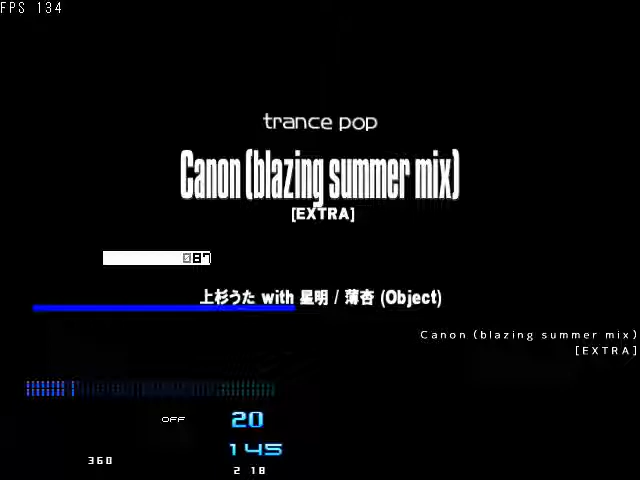 FPS 134
trance pop
Canon (blazing summer mix)
[EXTRA]
087
上杉うた with 星明 / 薄杏 (Object)
Canon (blazing summer mix)
[EXTRA]
OFF
20
145
360
2 18